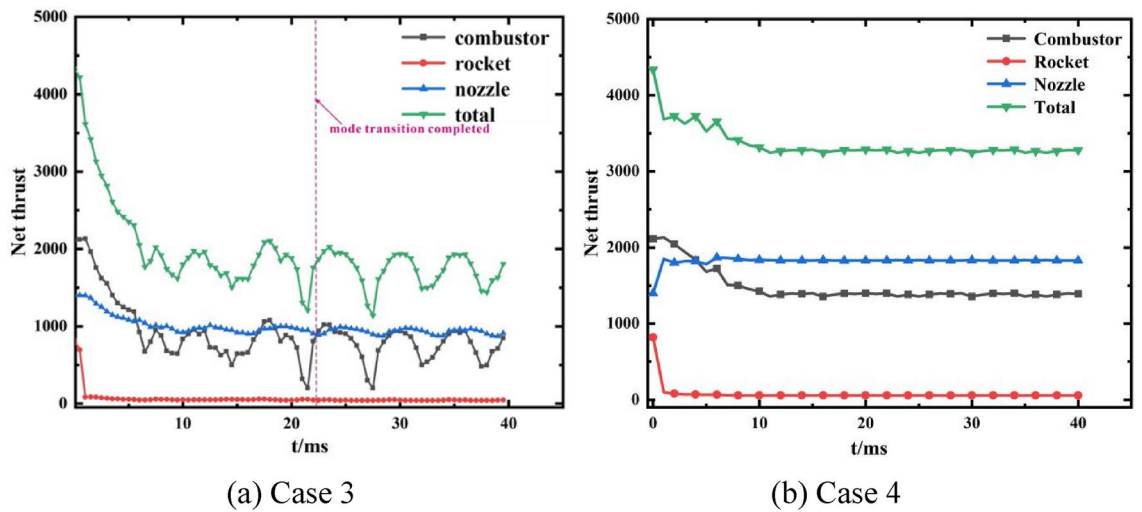 5000
4000
3000
2000
1000
0
Net thrust
combustor
rocket
nozzle
total
mode transition completed
10
20
30
40
t/ms
(a) Case 3
5000
4000
3000
2000
1000
0
Net thrust
Combustor
Rocket
Nozzle
Total
0
10
20
30
40
t/ms
(b) Case 4